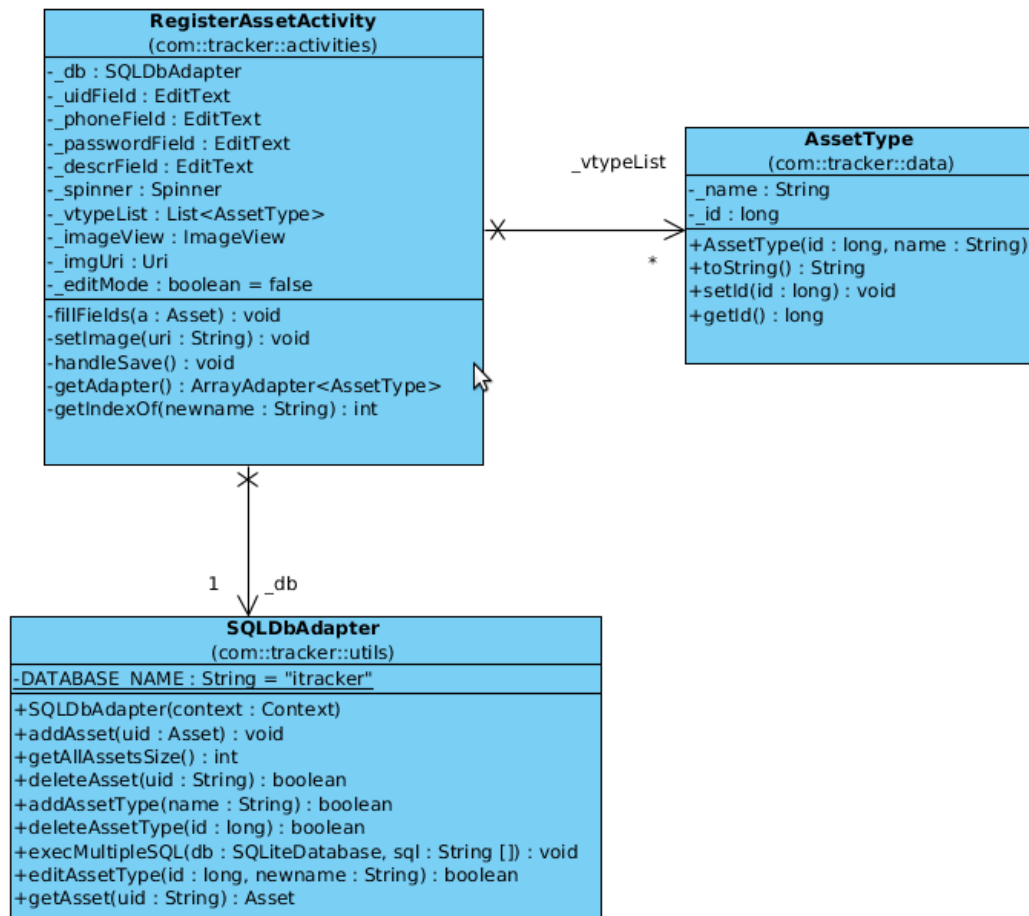 RegisterAssetActivity
(com::tracker::activities)
-_db : SQLDbAdapter
-_uidField : EditText
-_phoneField : EditText
-_passwordField : EditText
-_descrField : EditText
-_spinner : Spinner
-_vtypeList : List<AssetType>
-_imageView : ImageView
-_imgUri : Uri
-_editMode : boolean = false
-fillFields(a : Asset) : void
-setImage(uri : String) : void
-handleSave() : void
-getAdapter() : ArrayAdapter<AssetType>
-getIndexOf(newname : String) : int
_vtypeList
*
AssetType
(com::tracker::data)
-_name : String
-_id : long
+AssetType(id : long, name : String)
+toString() : String
+setId(id : long) : void
+getId() : long
1 _db
SQLDbAdapter
(com::tracker::utils)
-DATABASE_NAME : String = "itracker"
+SQLDbAdapter(context : Context)
+addAsset(uid : Asset) : void
+getAllAssetsSize() : int
+deleteAsset(uid : String) : boolean
+addAssetType(name : String) : boolean
+deleteAssetType(id : long) : boolean
+execMultipleSQL(db : SQLiteDatabase, sql : String []) : void
+editAssetType(id : long, newname : String) : boolean
+getAsset(uid : String) : Asset